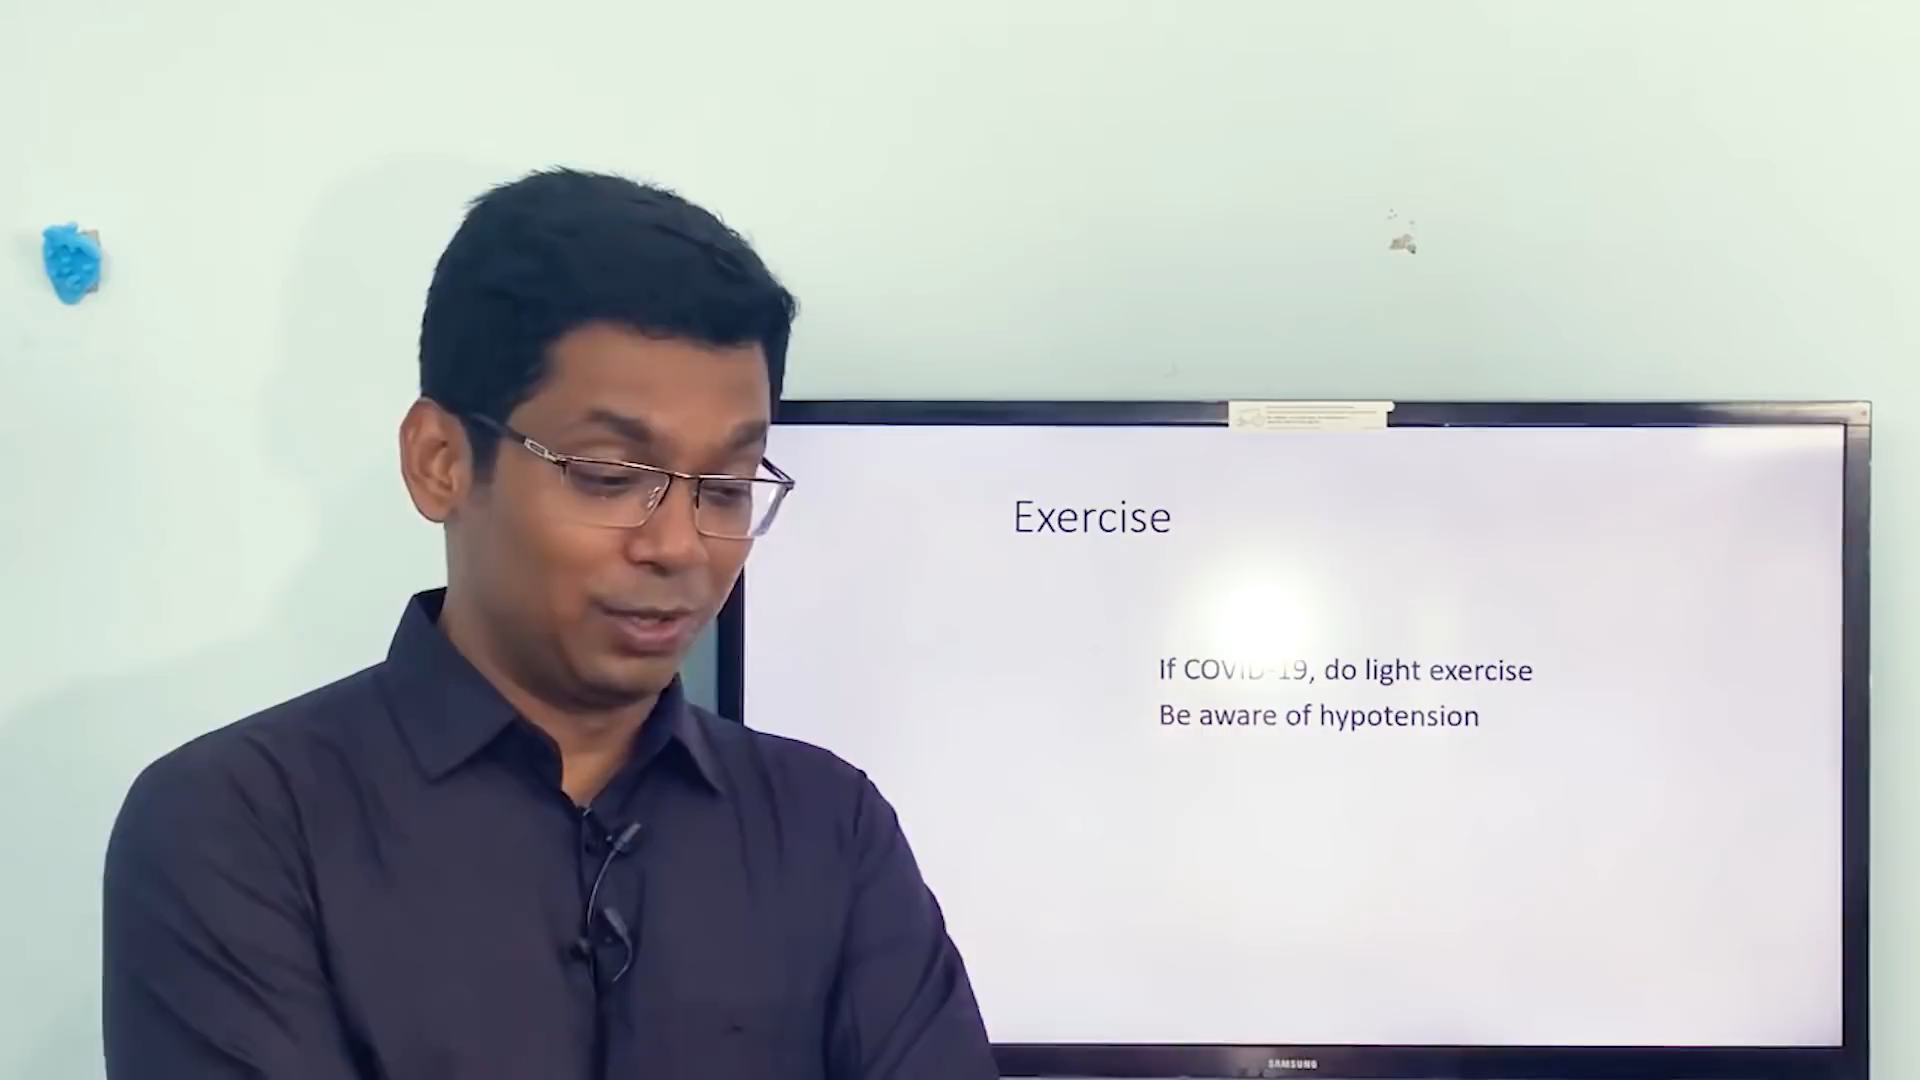 Exercise
If COVID-19, do light exercise
Be aware of hypotension
SAMSUNG